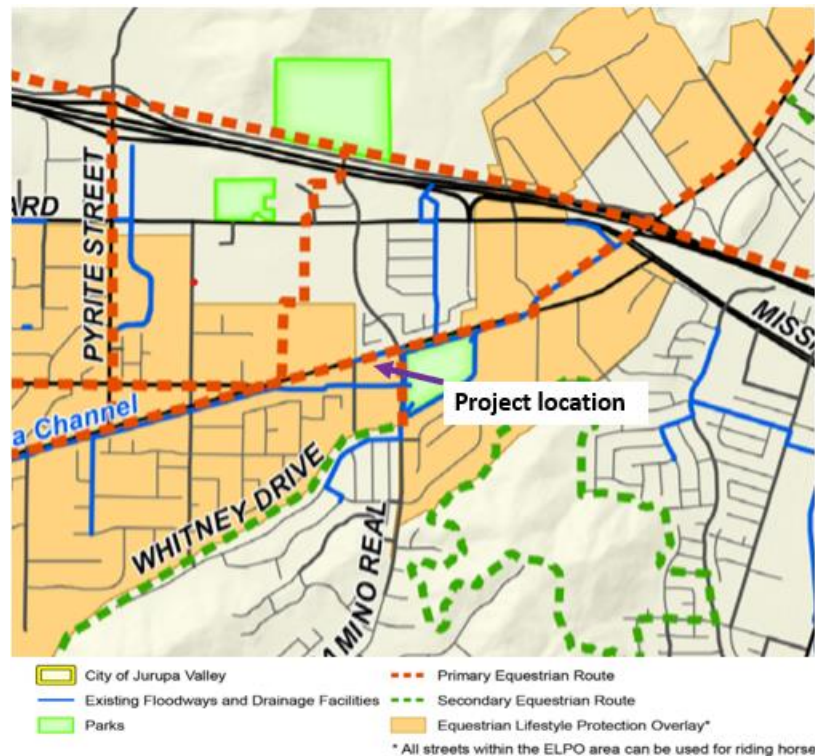 ARD
PYRITE STREET
MISSI
a Channel
Project location
WHITNEY DRIVE
AMINO REAL
City of Jurupa Valley
Existing Floodways and Drainage Facilities
Parks
Primary Equestrian Route
Secondary Equestrian Route
Equestrian Lifestyle Protection Overlay*
* All streets within the ELPO area can be used for riding horse